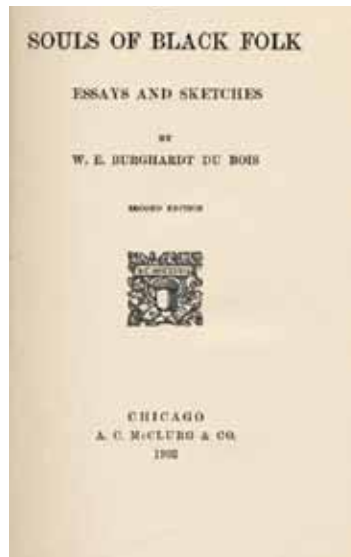 SOULS OF BLACK FOLK
ESSAYS AND SKETCHES
BY
W. E. BURGHARDT DU BOIS
SECOND EDITION
CHICAGO
A. C. McCLURG & CO.
1903